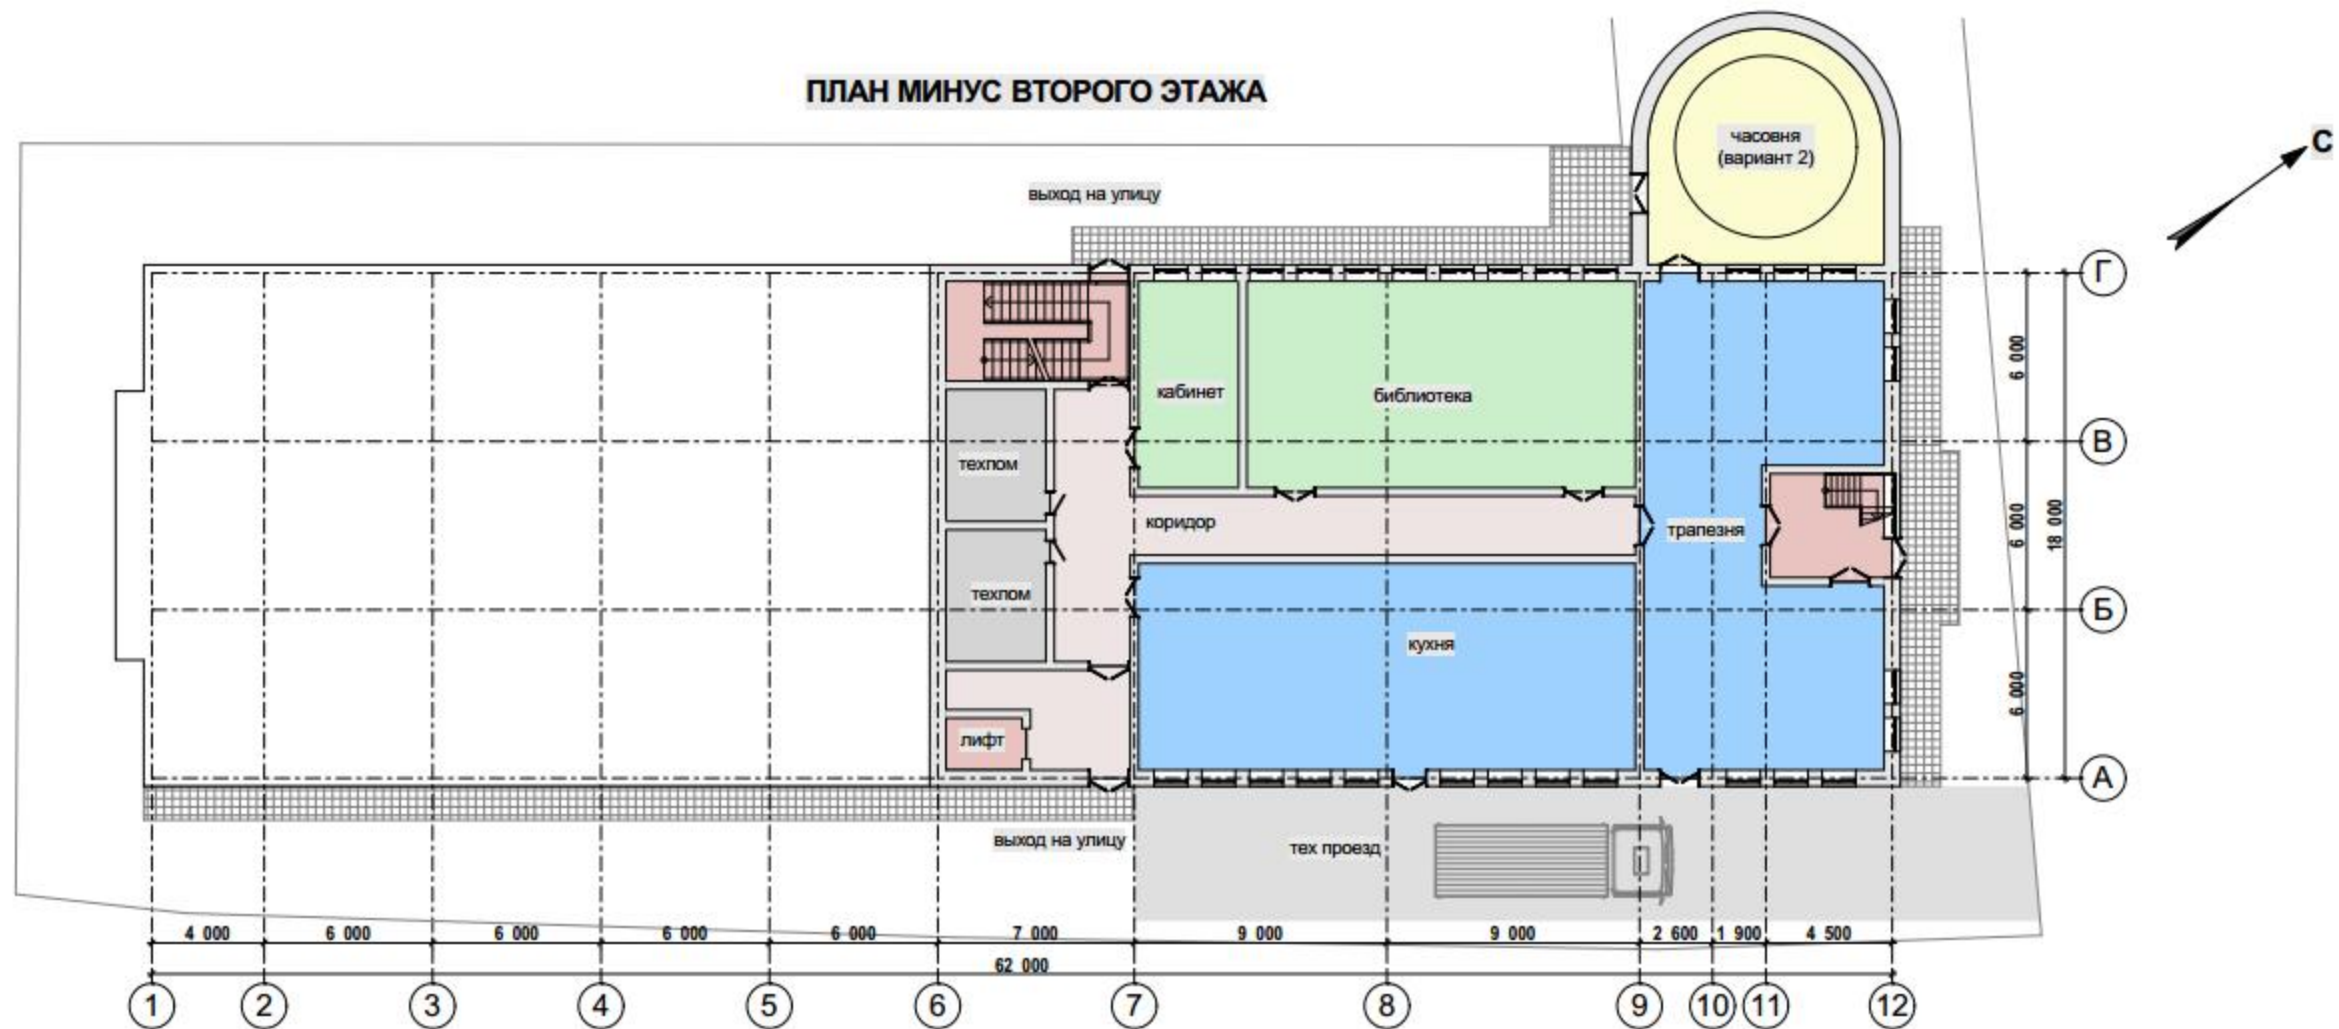 ПЛАН МИНУС ВТОРОГО ЭТАЖА
часовня
(вариант 2)
С
выход на улицу
Г
6 000
кабинет
библиотека
В
техпом
коридор
трапезня
6 000
18 000
техпом
Б
кухня
6 000
лифт
А
выход на улицу
тех проезд
4 000 6 000 6 000 6 000 6 000 7 000 9 000 9 000 2 600 1 900 4 500
62 000
1 2 3 4 5 6 7 8 9 10 11 12